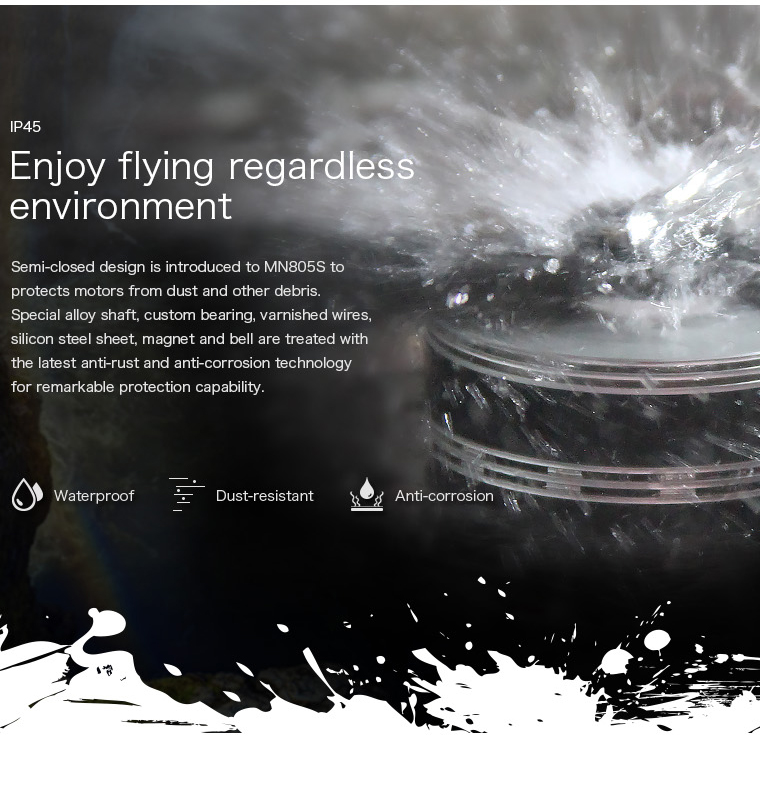 IP45
Enjoy flying regardless
environment
Semi-closed design is introduced to MN805S to
protects motors from dust and other debris.
Special alloy shaft, custom bearing, varnished wires,
silicon steel sheet, magnet and bell are treated with
the latest anti-rust and anti-corrosion technology
for remarkable protection capability.
Waterproof
Dust-resistant
Anti-corrosion